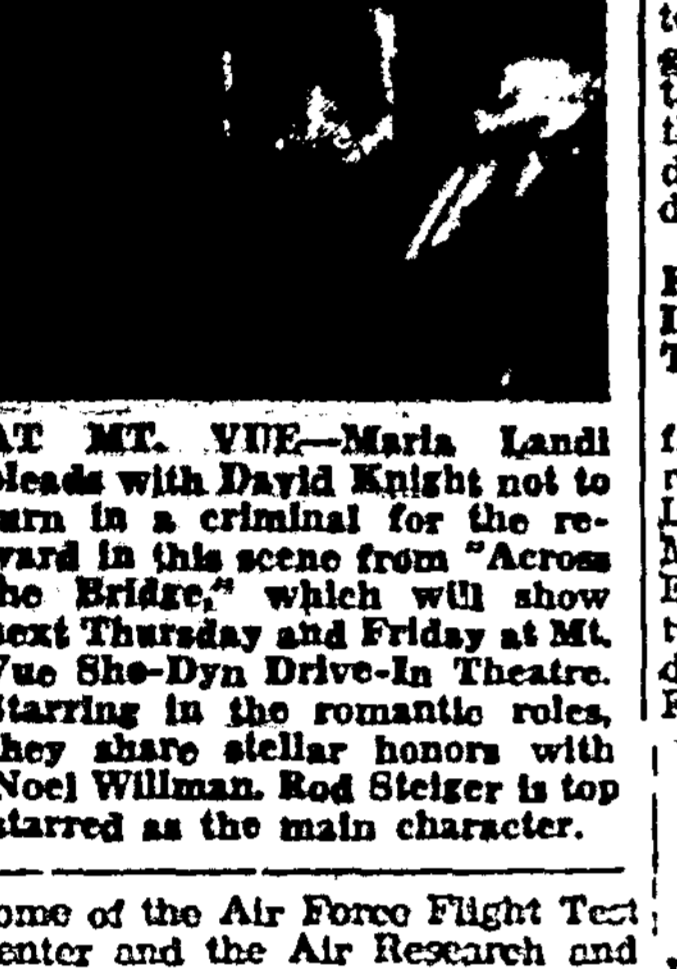 AT MT. VUE—Maria Landi
pleads with David Knight not to
turn in a criminal for the re-
ward in this scene from "Across
the Bridge," which will show
next Thursday and Friday at Mt.
Vue Sho-Dyn Drive-In Theatre.
Starring in the romantic roles,
they share stellar honors with
Noel Willman. Rod Steiger is top
starred as the main character.
ome of the Air Force Flight Test
enter and the Air Research and